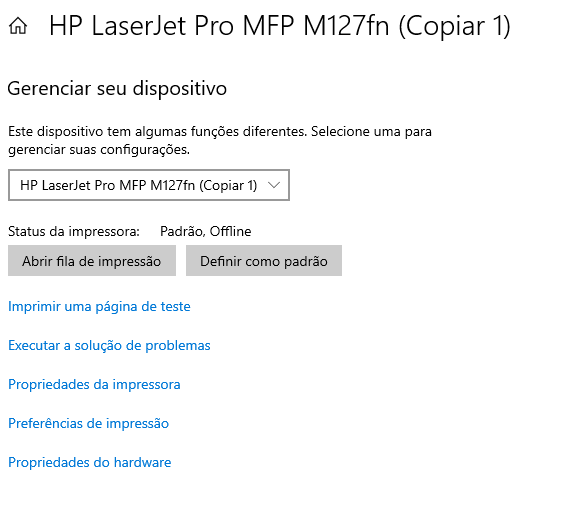 HP LaserJet Pro MFP M127fn (Copiar 1)
Gerenciar seu dispositivo
Este dispositivo tem algumas funções diferentes. Selecione uma para
gerenciar suas configurações.
HP LaserJet Pro MFP M127fn (Copiar 1)
Status da impressora: Padrão, Offline
Abrir fila de impressão Definir como padrão
Imprimir uma página de teste
Executar a solução de problemas
Propriedades da impressora
Preferências de impressão
Propriedades do hardware